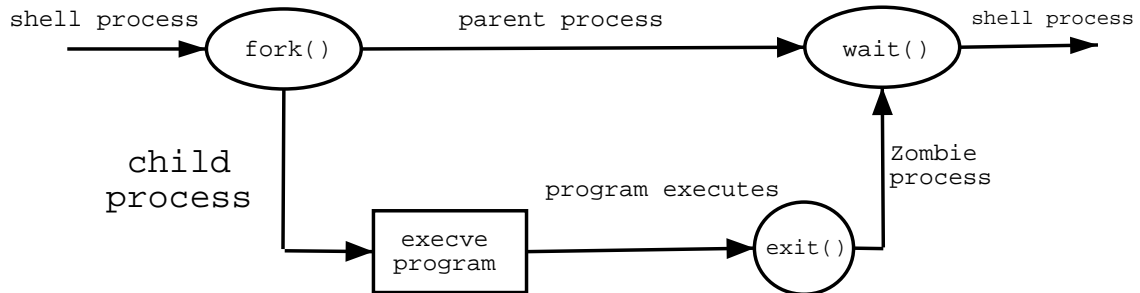 shell process
fork()
parent process
wait()
shell process
child
process
Zombie
process
program executes
execve
program
exit()